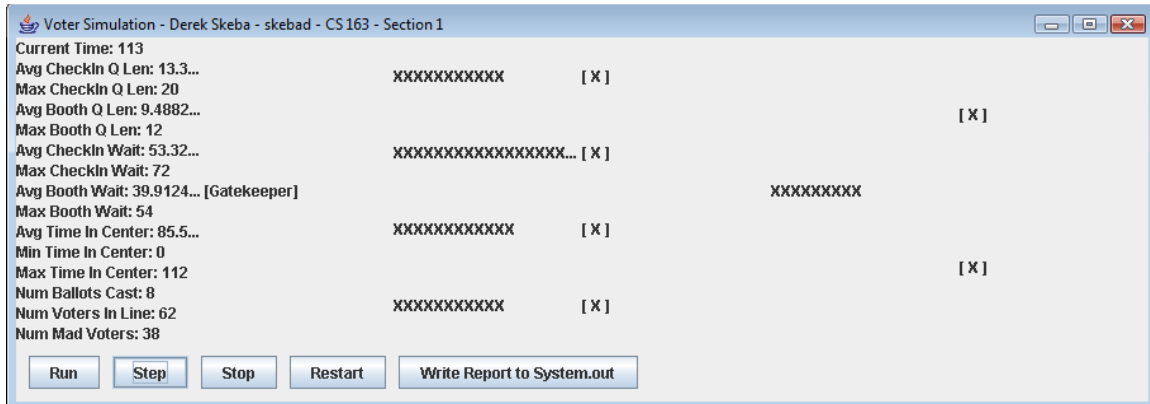 Voter Simulation - Derek Skeba - skebad - CS 163 - Section 1
Current Time: 113
Avg CheckIn Q Len: 13.3...
XXXXXXXXXXX [ X ]
Max CheckIn Q Len: 20
Avg Booth Q Len: 9.4882...
[ X ]
Max Booth Q Len: 12
Avg CheckIn Wait: 53.32...
XXXXXXXXXXXXXXXXX... [ X ]
Max CheckIn Wait: 72
Avg Booth Wait: 39.9124... [Gatekeeper] XXXXXXXXX
Max Booth Wait: 54
Avg Time In Center: 85.5...
XXXXXXXXXXXX [ X ]
Min Time In Center: 0
Max Time In Center: 112
[ X ]
Num Ballots Cast: 8
Num Voters In Line: 62
XXXXXXXXXXX [ X ]
Num Mad Voters: 38
Run Step Stop Restart Write Report to System.out